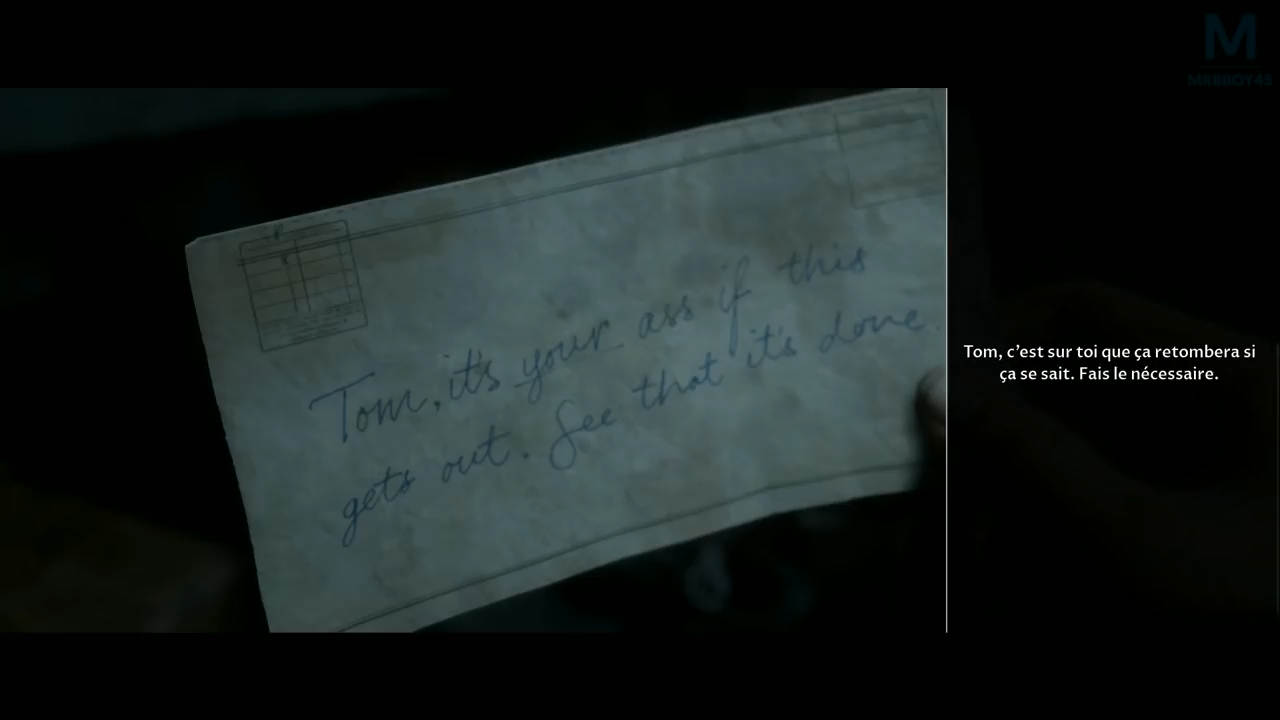 M
MRBBOY45
Tom, it's your ass if this
gets out. See that it's done.
Tom, c'est sur toi que ça retombera si
ça se sait. Fais le nécessaire.